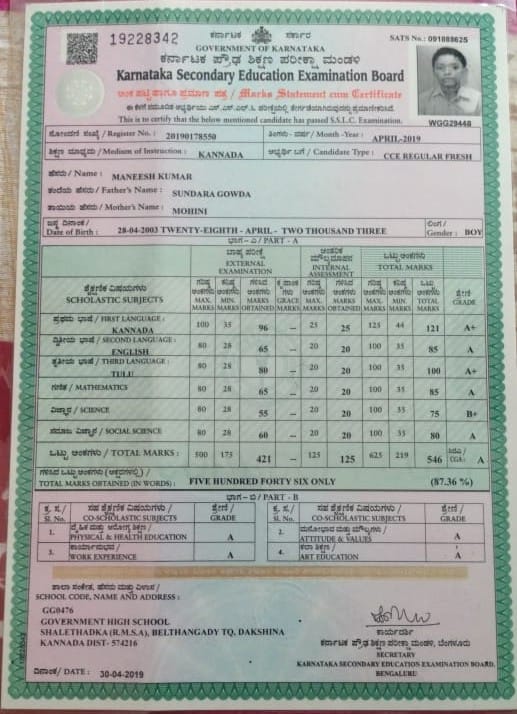 19228342
ಕರ್ನಾಟಕ ಸರ್ಕಾರ
GOVERNMENT OF KARNATAKA
SATS No.: 091888625
ಕರ್ನಾಟಕ ಪ್ರೌಢ ಶಿಕ್ಷಣ ಪರೀಕ್ಷಾ ಮಂಡಳಿ
Karnataka Secondary Education Examination Board
ಅಂಕ ಪಟ್ಟಿ ಹಾಗೂ ಪ್ರಮಾಣ ಪತ್ರ / Marks Statement cum Certificate
This is to certify that the below mentioned candidate has passed S.S.L.C. Examination.
WGG29448
ನೋಂದಣಿ ಸಂಖ್ಯೆ / Register No. : 20190178550 ತಿಂಗಳು - ವರ್ಷ / Month -Year : APRIL-2019
ಶಿಕ್ಷಣ ಮಾಧ್ಯಮ / Medium of Instruction : KANNADA ಅಭ್ಯರ್ಥಿ ಬಗೆ / Candidate Type : CCE REGULAR FRESH
ಹೆಸರು / Name : MANEESH KUMAR
ತಂದೆಯ ಹೆಸರು / Father's Name : SUNDARA GOWDA
ತಾಯಿಯ ಹೆಸರು / Mother's Name : MOHINI
ಜನ್ಮ ದಿನಾಂಕ / ಲಿಂಗ /
Date of Birth : 28-04-2003 TWENTY-EIGHTH - APRIL - TWO THOUSAND THREE Gender : BOY
ಭಾಗ - ಎ / PART - A
ಶೈಕ್ಷಣಿಕ ವಿಷಯಗಳು
SCHOLASTIC SUBJECTS
ಬಾಹ್ಯ ಪರೀಕ್ಷೆ
EXTERNAL EXAMINATION
ಆಂತರಿಕ ಮೌಲ್ಯಮಾಪನ
INTERNAL ASSESSMENT
ಒಟ್ಟು ಅಂಕಗಳು
TOTAL MARKS
ಗರಿಷ್ಠ ಅಂಕಗಳು MAX. MARKS
ಕನಿಷ್ಠ ಅಂಕಗಳು MIN. MARKS
ಗಳಿಸಿದ ಅಂಕಗಳು MARKS OBTAINED
ಕೃಪಾಂಕಗಳು GRACE MARKS
ಗರಿಷ್ಠ ಅಂಕಗಳು MAX. MARKS
ಗಳಿಸಿದ ಅಂಕಗಳು MARKS OBTAINED
ಗರಿಷ್ಠ ಅಂಕಗಳು MAX. MARKS
ಕನಿಷ್ಠ ಅಂಕಗಳು MIN. MARKS
ಒಟ್ಟು ಅಂಕಗಳು TOTAL MARKS
ಶ್ರೇಣಿ GRADE
ಪ್ರಥಮ ಭಾಷೆ / FIRST LANGUAGE :
KANNADA 100 35 96 -- 25 25 125 44 121 A+
ದ್ವಿತೀಯ ಭಾಷೆ / SECOND LANGUAGE :
ENGLISH 80 28 65 -- 20 20 100 35 85 A
ತೃತೀಯ ಭಾಷೆ / THIRD LANGUAGE :
TULU 80 28 80 -- 20 20 100 35 100 A+
ಗಣಿತ / MATHEMATICS 80 28 65 -- 20 20 100 35 85 A
ವಿಜ್ಞಾನ / SCIENCE 80 28 55 -- 20 20 100 35 75 B+
ಸಮಾಜ ವಿಜ್ಞಾನ / SOCIAL SCIENCE 80 28 60 -- 20 20 100 35 80 A
ಒಟ್ಟು ಅಂಕಗಳು / TOTAL MARKS : 500 175 421 -- 125 125 625 219 546 CGA : A
ಗಳಿಸಿದ ಒಟ್ಟು ಅಂಕಗಳು (ಅಕ್ಷರಗಳಲ್ಲಿ) /
TOTAL MARKS OBTAINED (IN WORDS) : FIVE HUNDRED FORTY SIX ONLY (87.36 %)
ಭಾಗ - ಬಿ / PART - B
ಕ್ರ. ಸ. / ಸಹ ಶೈಕ್ಷಣಿಕ ವಿಷಯಗಳು / ಶ್ರೇಣಿ / ಕ್ರ. ಸ. / ಸಹ ಶೈಕ್ಷಣಿಕ ವಿಷಯಗಳು / ಶ್ರೇಣಿ /
Sl. No. CO-SCHOLASTIC SUBJECTS GRADE Sl. No. CO-SCHOLASTIC SUBJECTS GRADE
1. ದೈಹಿಕ ಮತ್ತು ಆರೋಗ್ಯ ಶಿಕ್ಷಣ / PHYSICAL & HEALTH EDUCATION A 2. ಮನೋಭಾವ ಮತ್ತು ಮೌಲ್ಯಗಳು / ATTITUDE & VALUES A
3. ಕಾರ್ಯಾನುಭವ / WORK EXPERIENCE A 4. ಕಲಾ ಶಿಕ್ಷಣ / ART EDUCATION A
ಶಾಲಾ ಸಂಕೇತ, ಹೆಸರು ಮತ್ತು ವಿಳಾಸ /
SCHOOL CODE, NAME AND ADDRESS :
GG0476
GOVERNMENT HIGH SCHOOL
SHALETHADKA (R.M.S.A), BELTHANGADY TQ, DAKSHINA
KANNADA DIST- 574216
ಕಾರ್ಯದರ್ಶಿ
ಕರ್ನಾಟಕ ಪ್ರೌಢ ಶಿಕ್ಷಣ ಪರೀಕ್ಷಾ ಮಂಡಳಿ, ಬೆಂಗಳೂರು
SECRETARY
KARNATAKA SECONDARY EDUCATION EXAMINATION BOARD,
BENGALURU
ದಿನಾಂಕ / DATE : 30-04-2019